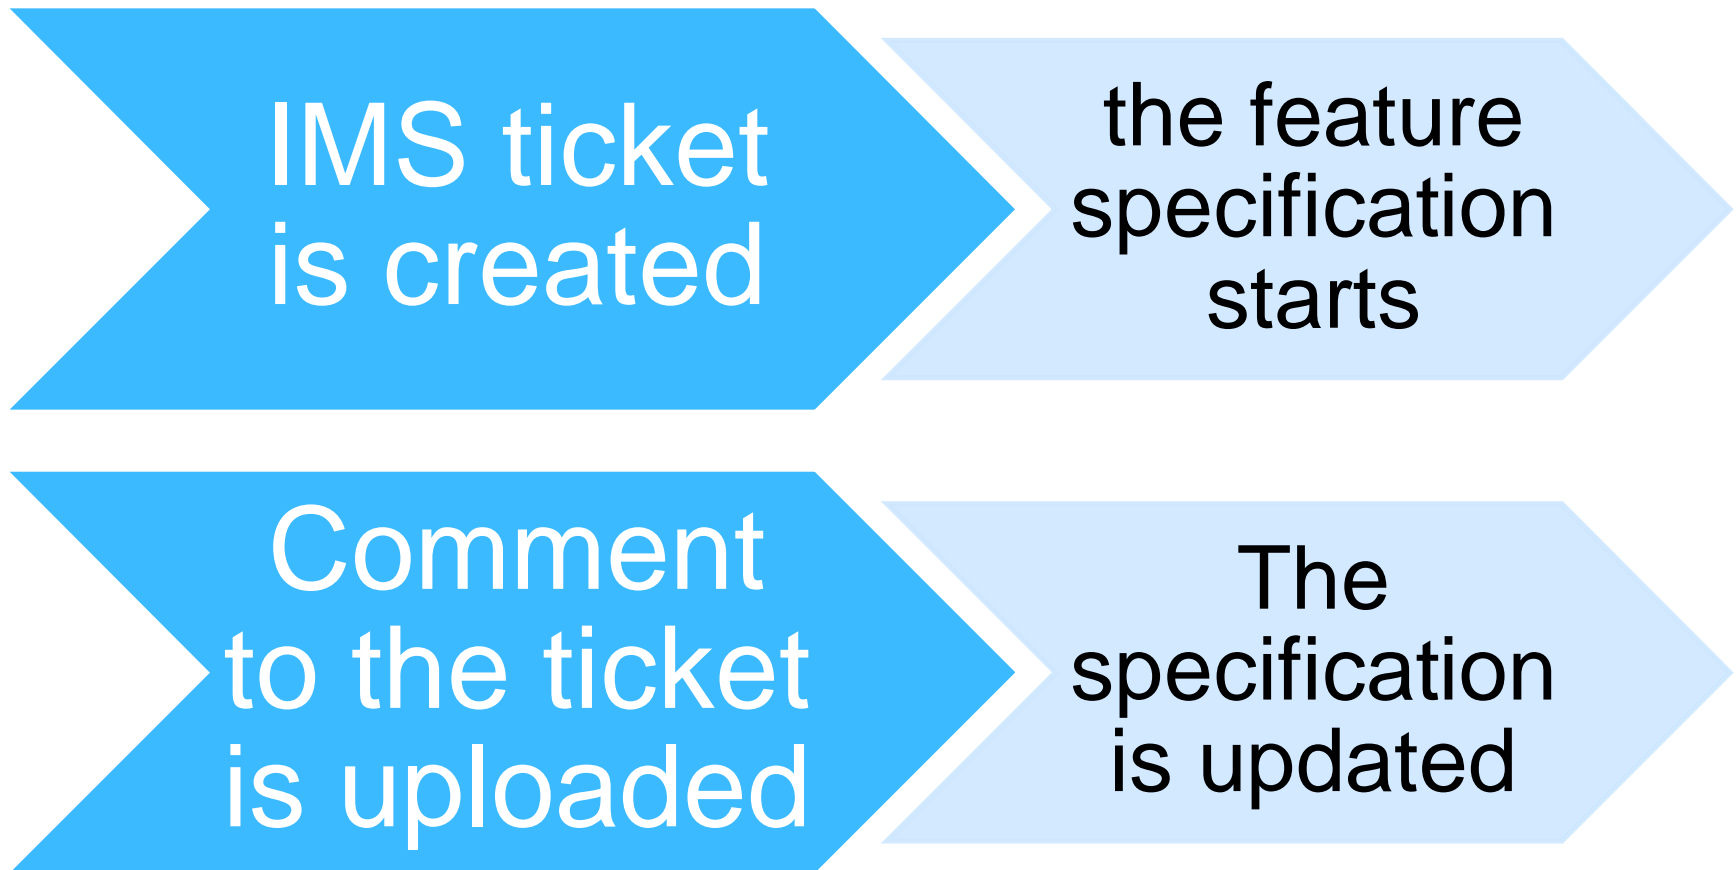 IMS ticket
is created
the feature
specification
starts
Comment
to the ticket
is uploaded
The
specification
is updated